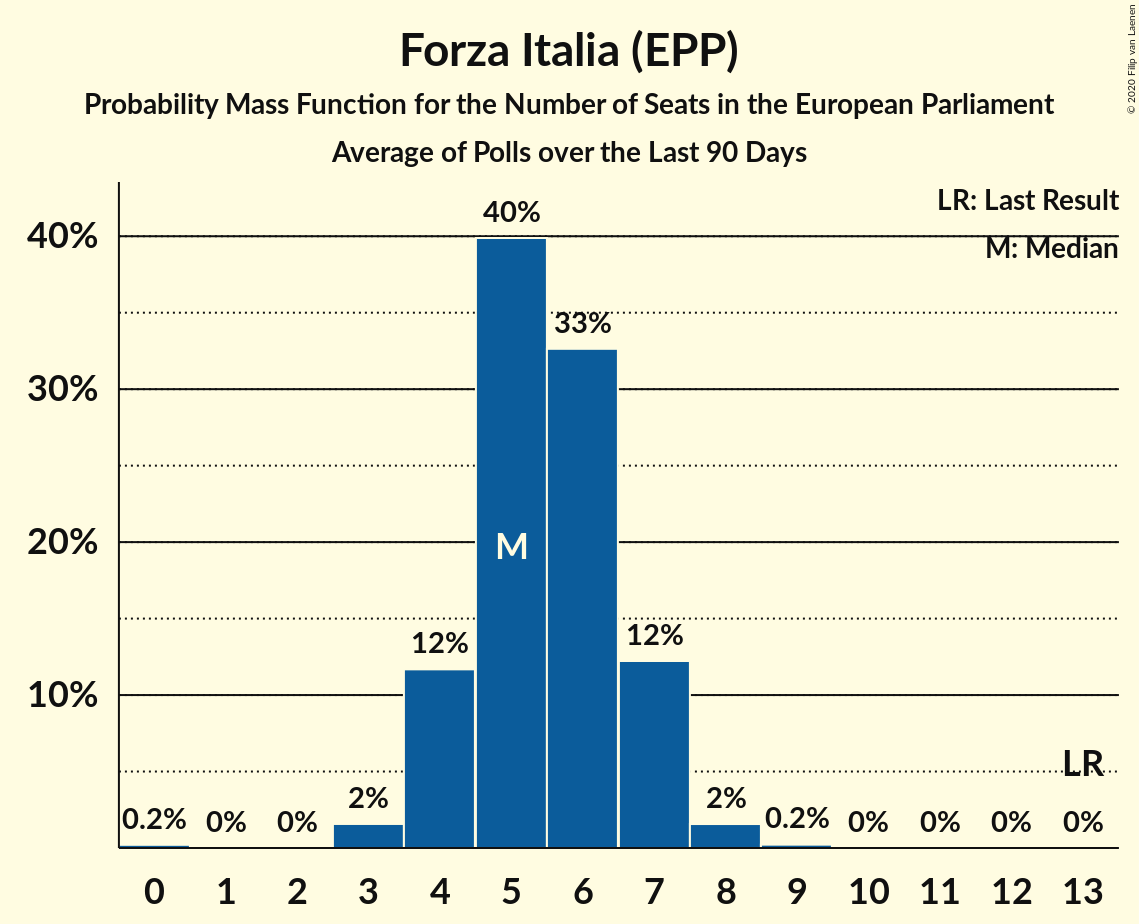 Forza Italia (EPP)
Probability Mass Function for the Number of Seats in the European Parliament
Average of Polls over the Last 90 Days
© 2020 Filip van Laenen
LR: Last Result
M: Median
40%
30%
20%
10%
0.2%
0%
0%
2%
12%
40%
33%
12%
2%
0.2%
0%
0%
0%
0%
M
LR
0 1 2 3 4 5 6 7 8 9 10 11 12 13